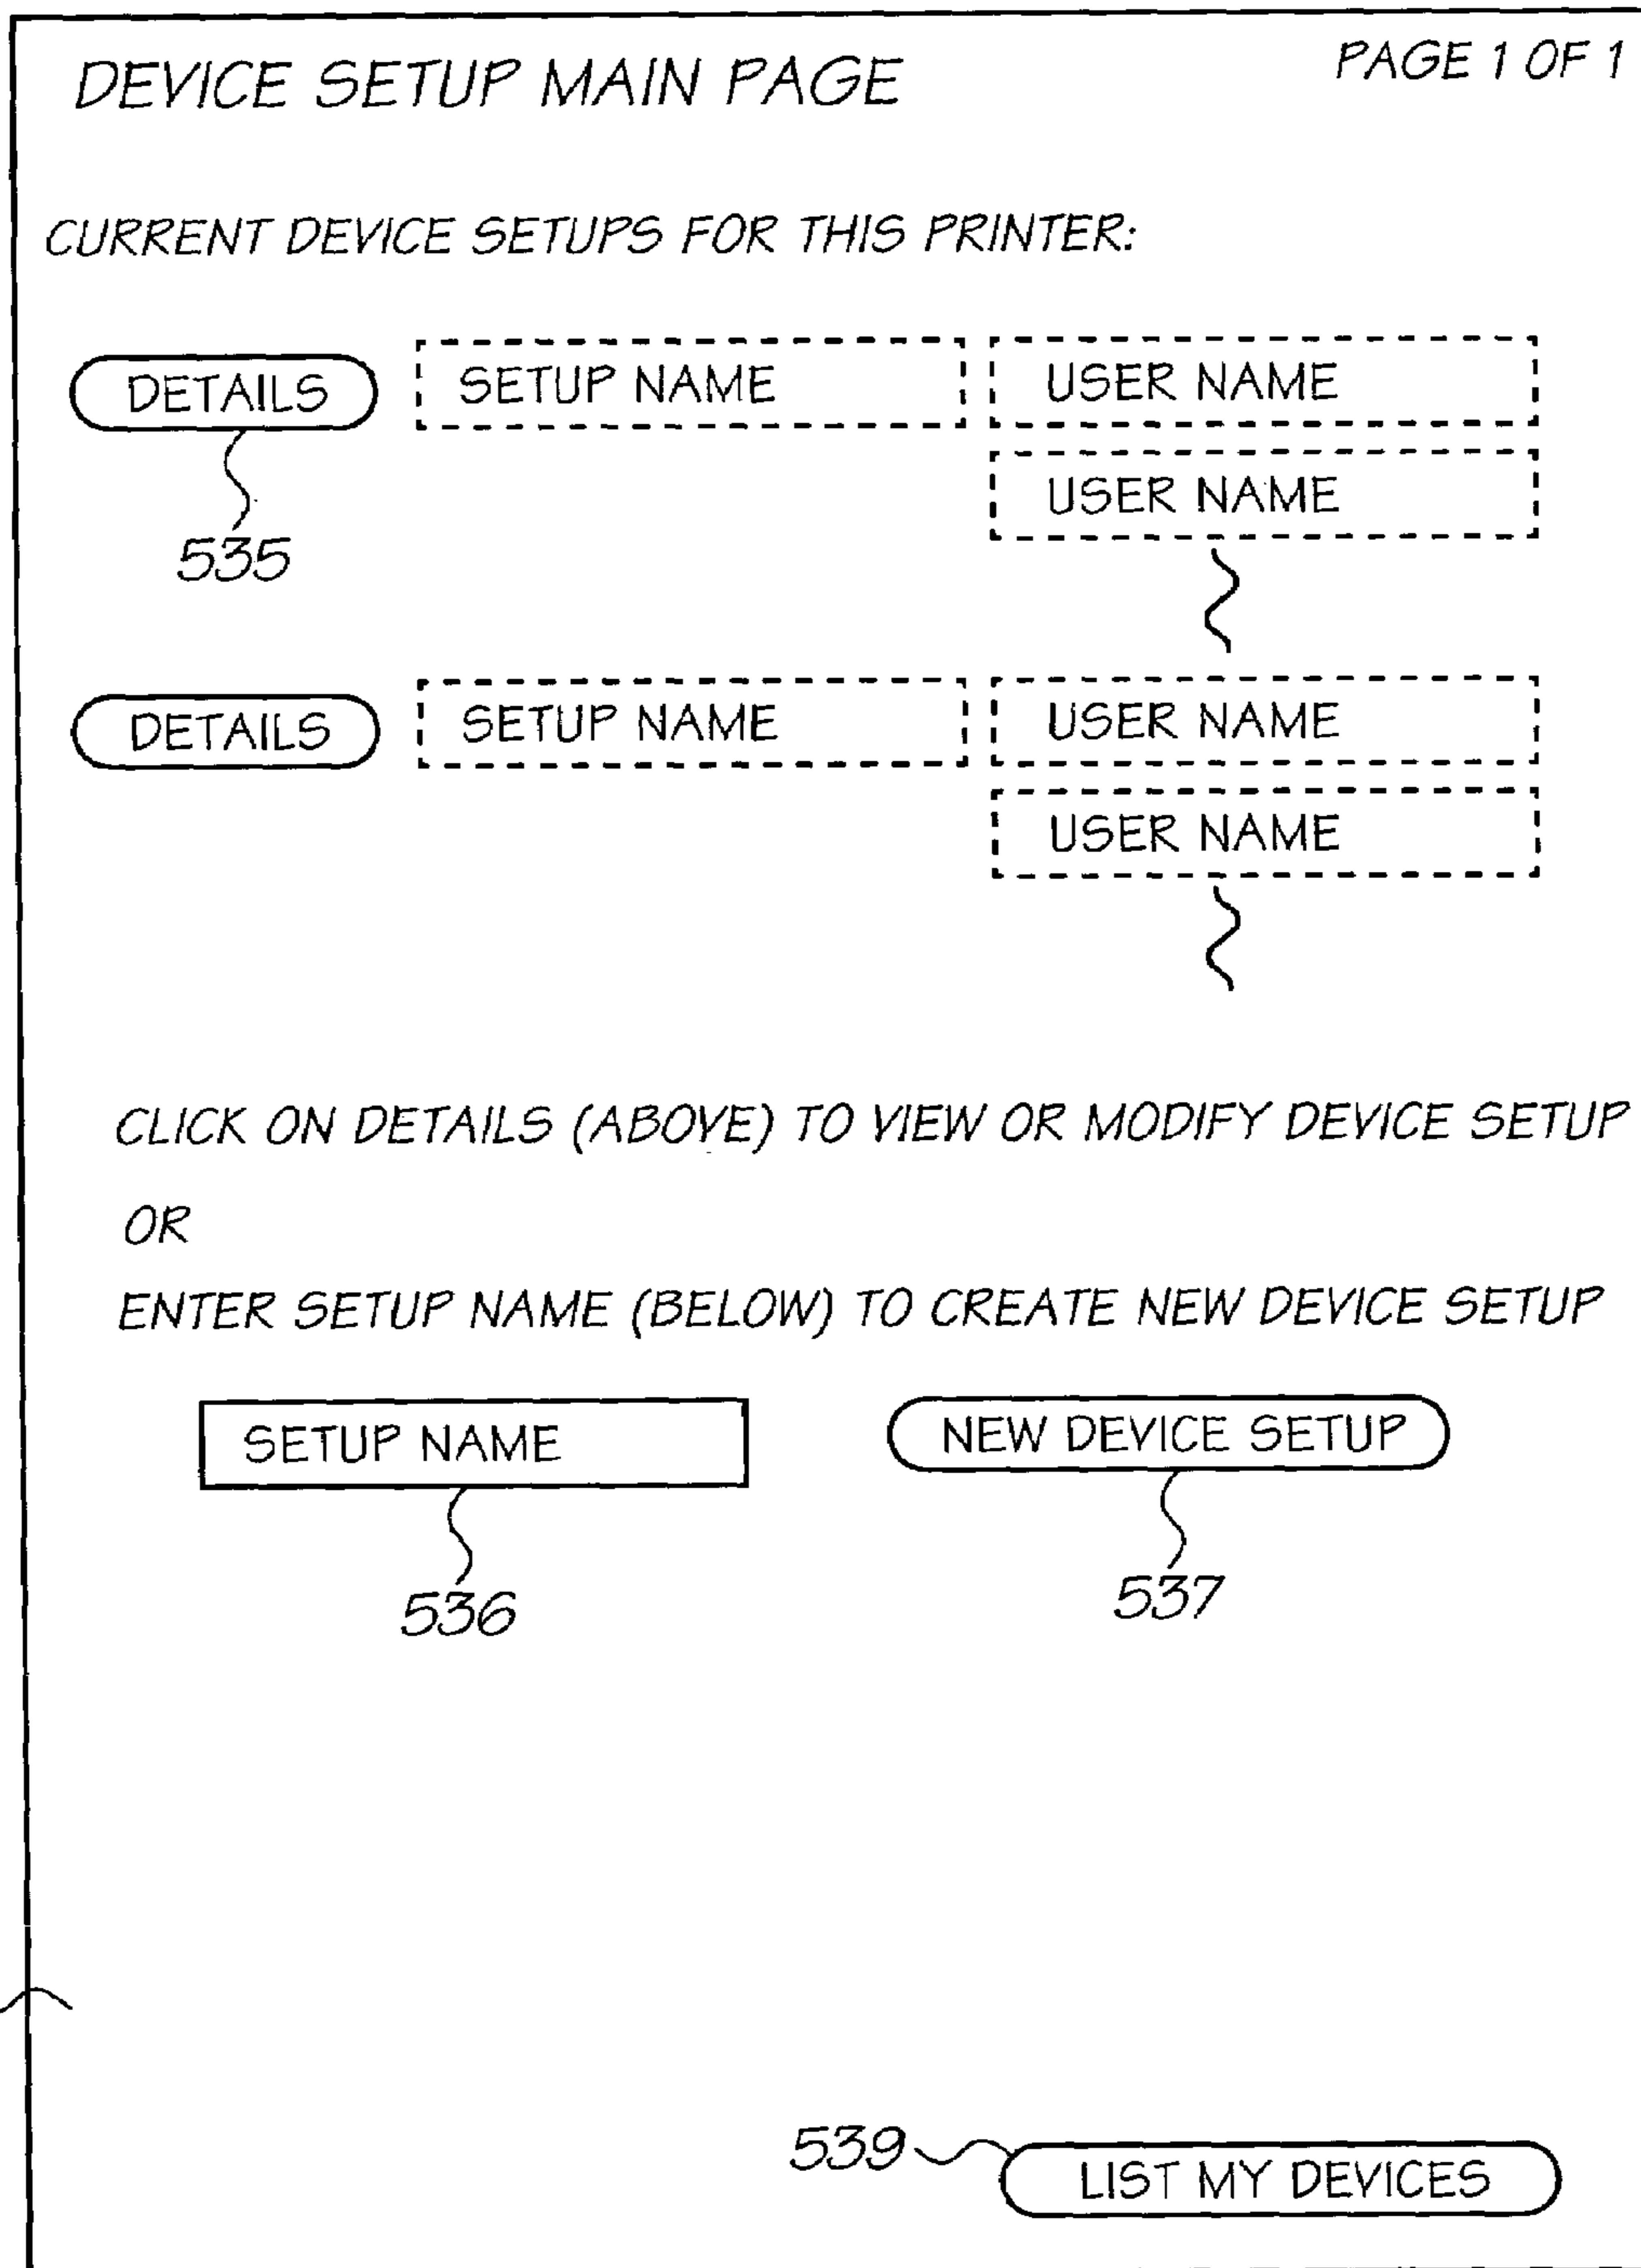 DEVICE SETUP MAIN PAGE PAGE 1 OF 1
CURRENT DEVICE SETUPS FOR THIS PRINTER:
DETAILS SETUP NAME USER NAME
USER NAME
535
DETAILS SETUP NAME USER NAME
USER NAME
CLICK ON DETAILS (ABOVE) TO VIEW OR MODIFY DEVICE SETUP
OR
ENTER SETUP NAME (BELOW) TO CREATE NEW DEVICE SETUP
SETUP NAME NEW DEVICE SETUP
536 537
539 LIST MY DEVICES